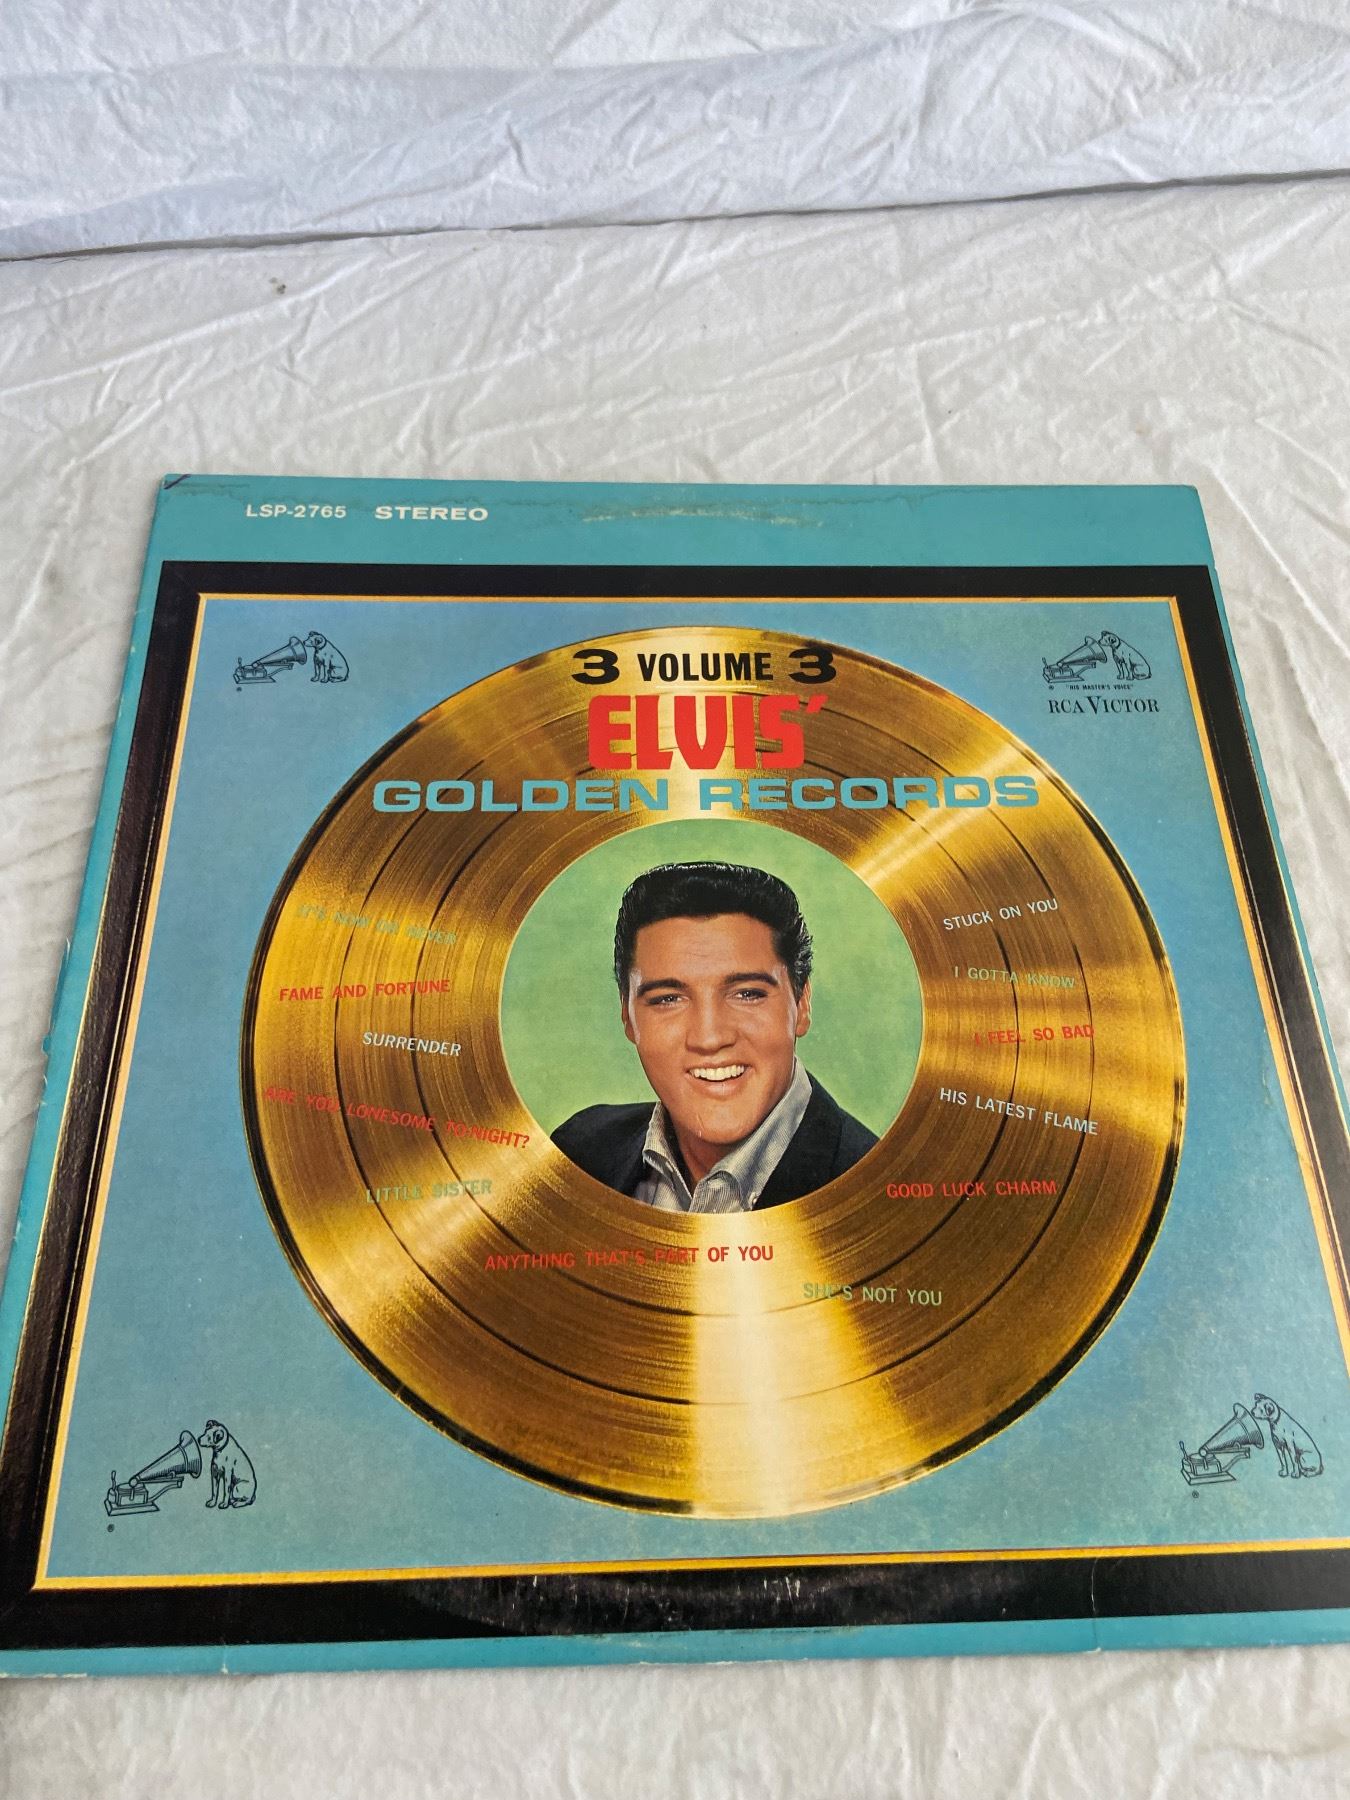 LSP-2765 STEREO
3 VOLUME 3
ELVIS'
GOLDEN RECORDS
®
® "HIS MASTER'S VOICE"
RCA VICTOR
IT'S NOW OR NEVER
FAME AND FORTUNE
SURRENDER
ARE YOU LONESOME TO-NIGHT?
LITTLE SISTER
ANYTHING THAT'S PART OF YOU
STUCK ON YOU
I GOTTA KNOW
I FEEL SO BAD
HIS LATEST FLAME
GOOD LUCK CHARM
SHE'S NOT YOU
®
®